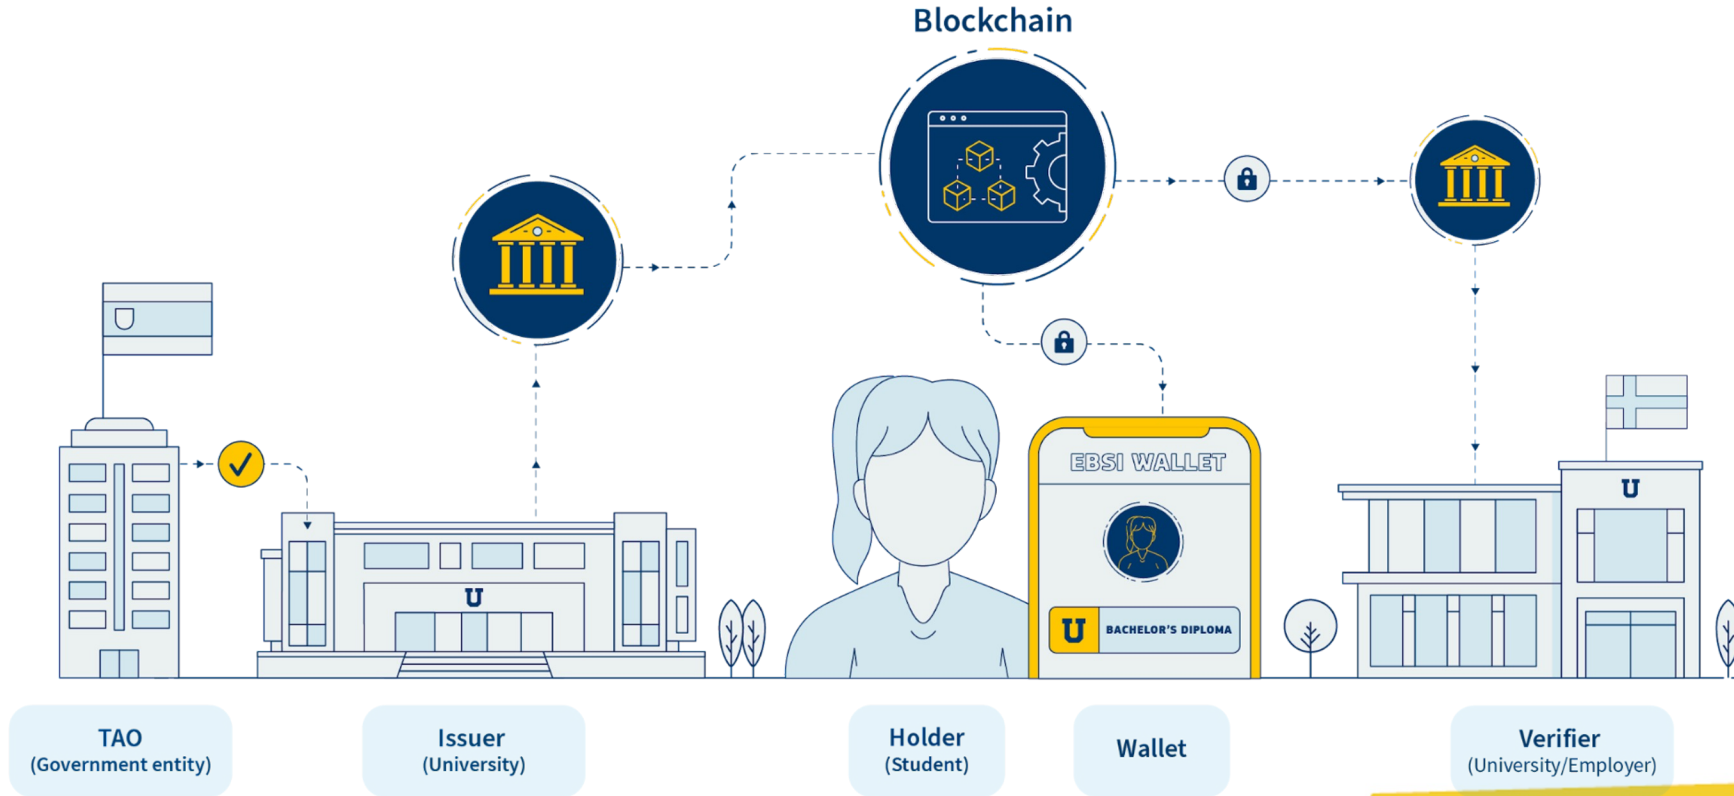 Blockchain
EBSI WALLET
U
U
U
BACHELOR'S DIPLOMA
TAO
(Government entity)
Issuer
(University)
Holder
(Student)
Wallet
Verifier
(University/Employer)